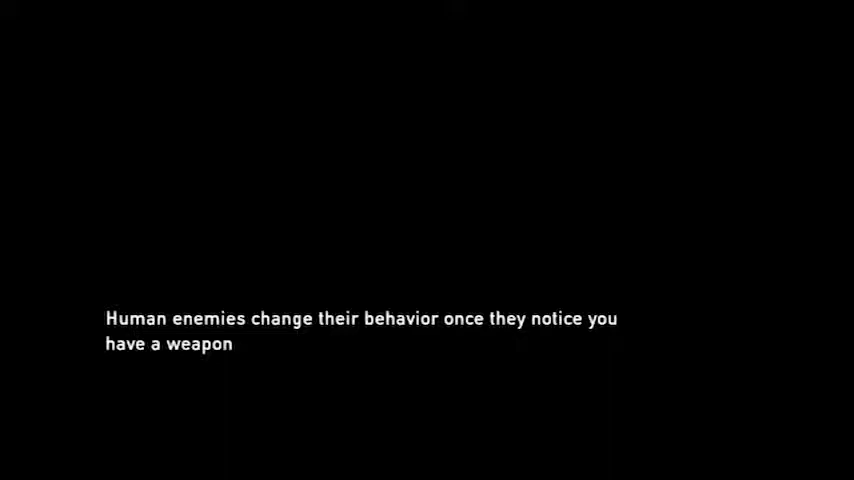 Human enemies change their behavior once they notice you
have a weapon